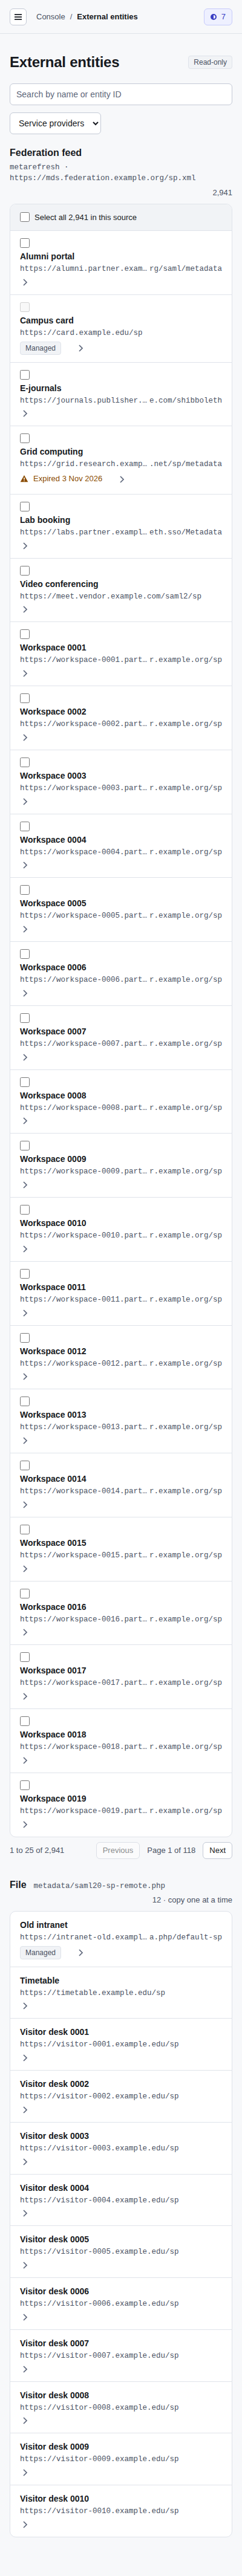 Console / External entities
7
External entities
Read-only
Search by name or entity ID
Service providers
Federation feed
metarefresh ·
https://mds.federation.example.org/sp.xml
2,941
Select all 2,941 in this source
Alumni portal
https://alumni.partner.exam… rg/saml/metadata
Campus card
https://card.example.edu/sp
Managed
E-journals
https://journals.publisher.… e.com/shibboleth
Grid computing
https://grid.research.examp… .net/sp/metadata
Expired 3 Nov 2026
Lab booking
https://labs.partner.exampl… eth.sso/Metadata
Video conferencing
https://meet.vendor.example.com/saml2/sp
Workspace 0001
https://workspace-0001.part… r.example.org/sp
Workspace 0002
https://workspace-0002.part… r.example.org/sp
Workspace 0003
https://workspace-0003.part… r.example.org/sp
Workspace 0004
https://workspace-0004.part… r.example.org/sp
Workspace 0005
https://workspace-0005.part… r.example.org/sp
Workspace 0006
https://workspace-0006.part… r.example.org/sp
Workspace 0007
https://workspace-0007.part… r.example.org/sp
Workspace 0008
https://workspace-0008.part… r.example.org/sp
Workspace 0009
https://workspace-0009.part… r.example.org/sp
Workspace 0010
https://workspace-0010.part… r.example.org/sp
Workspace 0011
https://workspace-0011.part… r.example.org/sp
Workspace 0012
https://workspace-0012.part… r.example.org/sp
Workspace 0013
https://workspace-0013.part… r.example.org/sp
Workspace 0014
https://workspace-0014.part… r.example.org/sp
Workspace 0015
https://workspace-0015.part… r.example.org/sp
Workspace 0016
https://workspace-0016.part… r.example.org/sp
Workspace 0017
https://workspace-0017.part… r.example.org/sp
Workspace 0018
https://workspace-0018.part… r.example.org/sp
Workspace 0019
https://workspace-0019.part… r.example.org/sp
1 to 25 of 2,941
Previous
Page 1 of 118
Next
File metadata/saml20-sp-remote.php
12 · copy one at a time
Old intranet
https://intranet-old.exampl… a.php/default-sp
Managed
Timetable
https://timetable.example.edu/sp
Visitor desk 0001
https://visitor-0001.example.edu/sp
Visitor desk 0002
https://visitor-0002.example.edu/sp
Visitor desk 0003
https://visitor-0003.example.edu/sp
Visitor desk 0004
https://visitor-0004.example.edu/sp
Visitor desk 0005
https://visitor-0005.example.edu/sp
Visitor desk 0006
https://visitor-0006.example.edu/sp
Visitor desk 0007
https://visitor-0007.example.edu/sp
Visitor desk 0008
https://visitor-0008.example.edu/sp
Visitor desk 0009
https://visitor-0009.example.edu/sp
Visitor desk 0010
https://visitor-0010.example.edu/sp